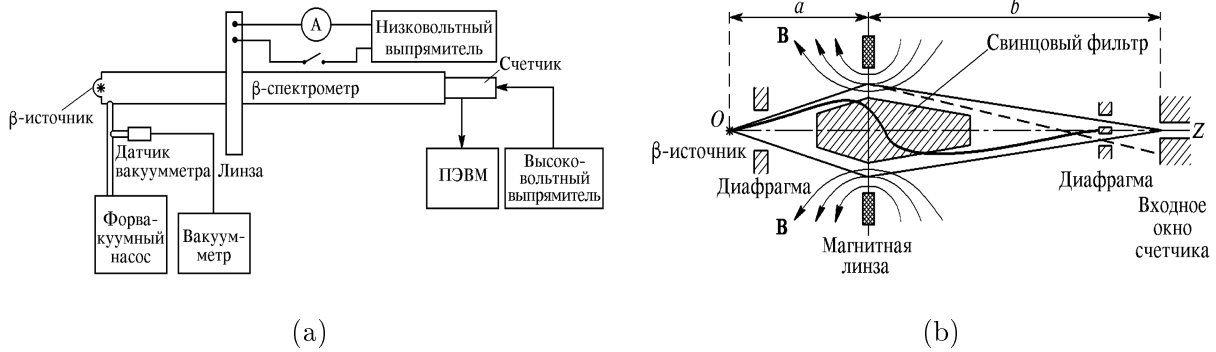 А
Низковольтный
выпрямитель
Счетчик
β-спектрометр
β-источник
Датчик
вакуумметра
Линза
ПЭВМ
Высоко-
вольтный
выпрямитель
Форва-
куумный
насос
Вакуум-
метр
(a)
a
b
B
Свинцовый фильтр
O
Z
β-источник
Диафрагма
Диафрагма
B
Магнитная
линза
Входное
окно
счетчика
(b)